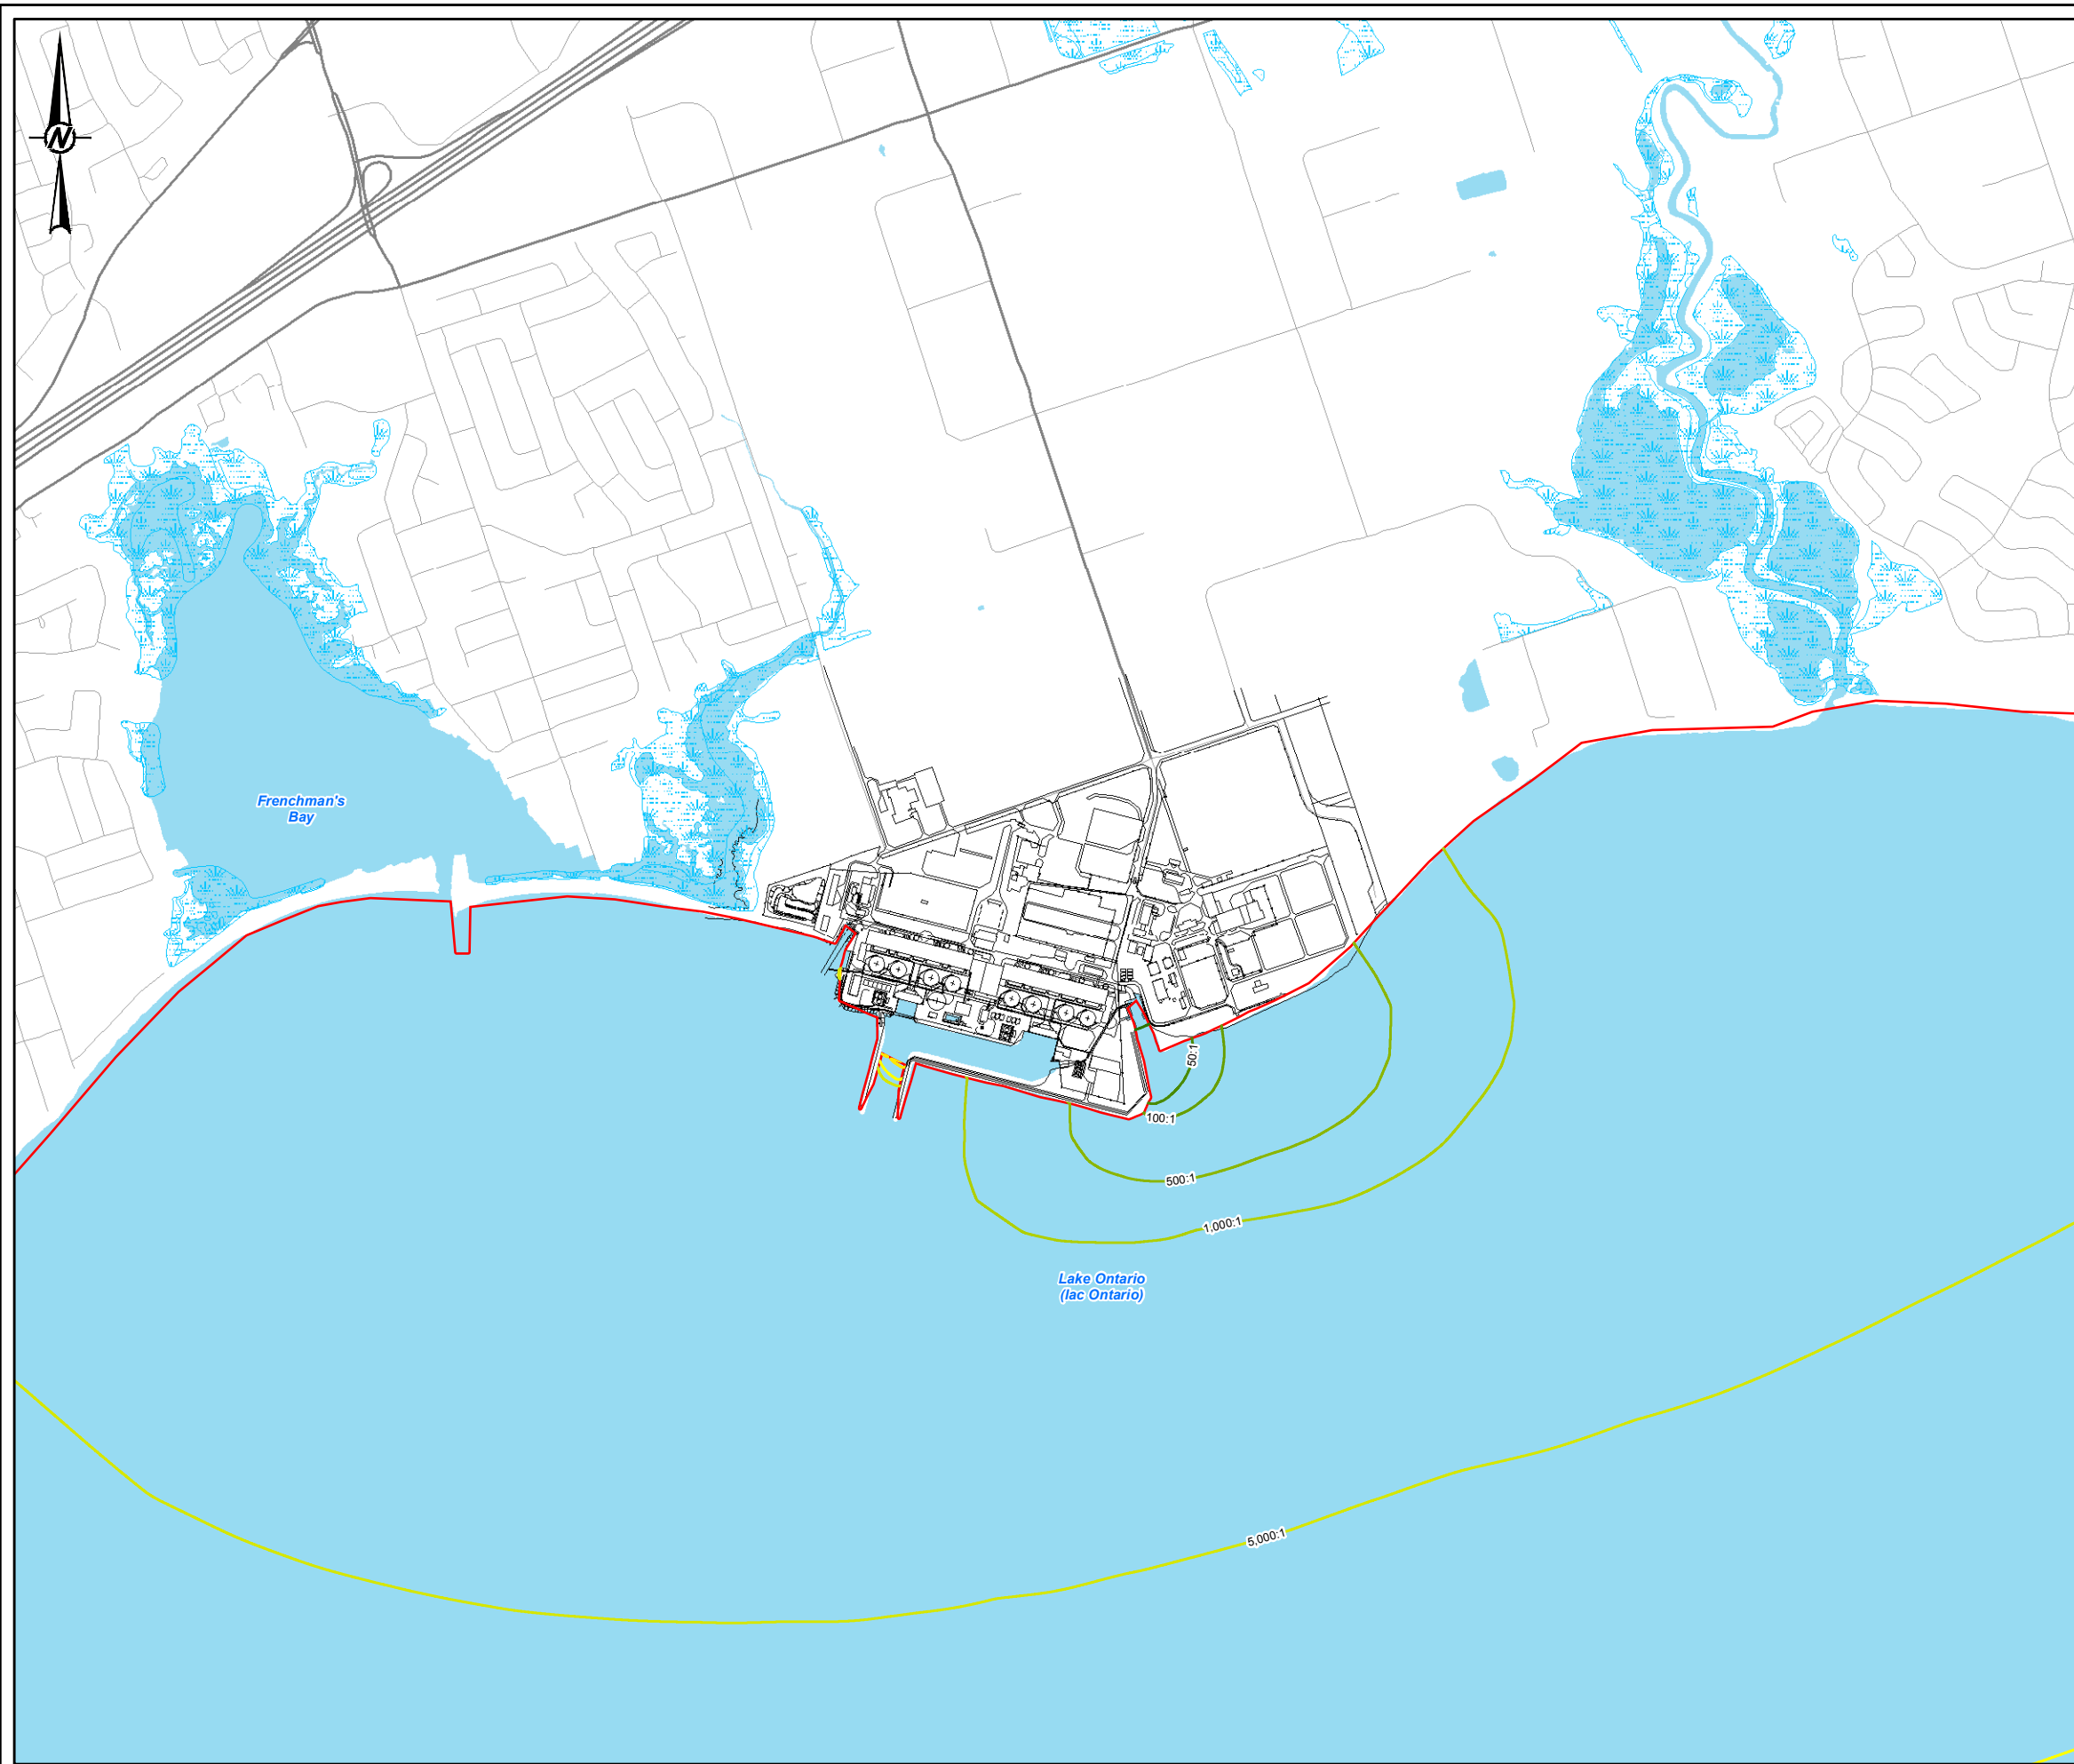 N
Frenchman's
Bay
50:1
100:1
500:1
1,000:1
Lake Ontario
(lac Ontario)
5,000:1